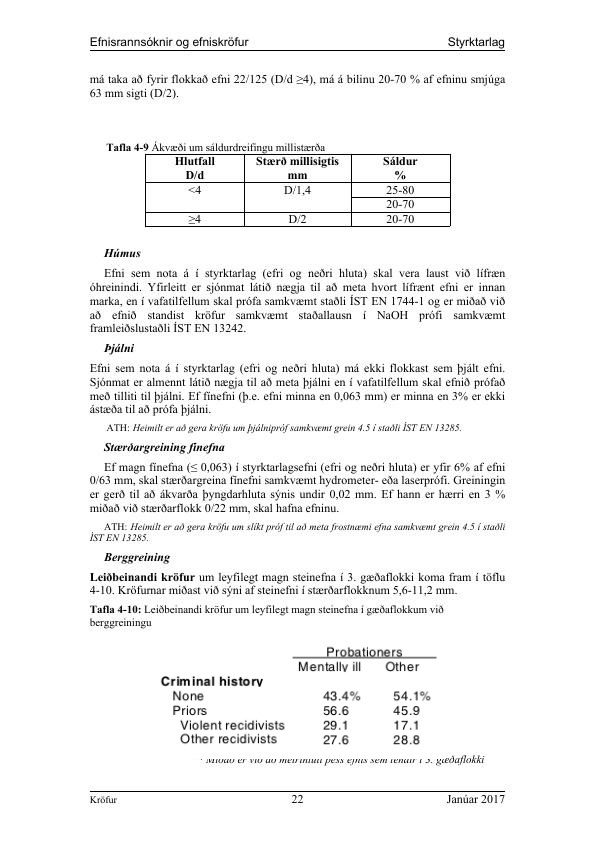 Efnisrannsóknir og efniskröfur Styrktarlag
má taka að fyrir flokkað efni 22/125 (D/d ≥4), má á bilinu 20-70 % af efninu smjúga
63 mm sigti (D/2).
Tafla 4-9 Ákvæði um sáldurdreifingu millistærða
Hlutfall Stærð millisigtis Sáldur
D/d mm %
<4 D/1,4 25-80
20-70
≥4 D/2 20-70
Húmus
Efni sem nota á í styrktarlag (efri og neðri hluta) skal vera laust við lífræn
óhreinindi. Yfirleitt er sjónmat látið nægja til að meta hvort lífrænt efni er innan
marka, en í vafatilfellum skal prófa samkvæmt staðli ÍST EN 1744-1 og er miðað við
að efnið standist kröfur samkvæmt staðallausn í NaOH prófi samkvæmt
framleiðslustaðli ÍST EN 13242.
Þjálni
Efni sem nota á í styrktarlag (efri og neðri hluta) má ekki flokkast sem þjált efni.
Sjónmat er almennt látið nægja til að meta þjálni en í vafatilfellum skal efnið prófað
með tilliti til þjálni. Ef fínefni (þ.e. efni minna en 0,063 mm) er minna en 3% er ekki
ástæða til að prófa þjálni.
ATH: Heimilt er að gera kröfu um þjálnipróf samkvæmt grein 4.5 í staðli ÍST EN 13285.
Stærðargreining fínefna
Ef magn fínefna (≤ 0,063) í styrktarlagsefni (efri og neðri hluta) er yfir 6% af efni
0/63 mm, skal stærðargreina fínefni samkvæmt hydrometer- eða laserprófi. Greiningin
er gerð til að ákvarða þyngdarhluta sýnis undir 0,02 mm. Ef hann er hærri en 3 %
miðað við stærðarflokk 0/22 mm, skal hafna efninu.
ATH: Heimilt er að gera kröfu um slíkt próf til að meta frostnæmi efna samkvæmt grein 4.5 í staðli
ÍST EN 13285.
Berggreining
Leiðbeinandi kröfur um leyfilegt magn steinefna í 3. gæðaflokki koma fram í töflu
4-10. Kröfurnar miðast við sýni af steinefni í stærðarflokknum 5,6-11,2 mm.
Tafla 4-10: Leiðbeinandi kröfur um leyfilegt magn steinefna í gæðaflokkum við
berggreiningu
Probationers
Mentally ill Other
Criminal history
None 43.4% 54.1%
Priors 56.6 45.9
Violent recidivists 29.1 17.1
Other recidivists 27.6 28.8
Miðað er við að meirihluti þess efnis sem lendir í 3. gæðaflokki
Kröfur 22 Janúar 2017